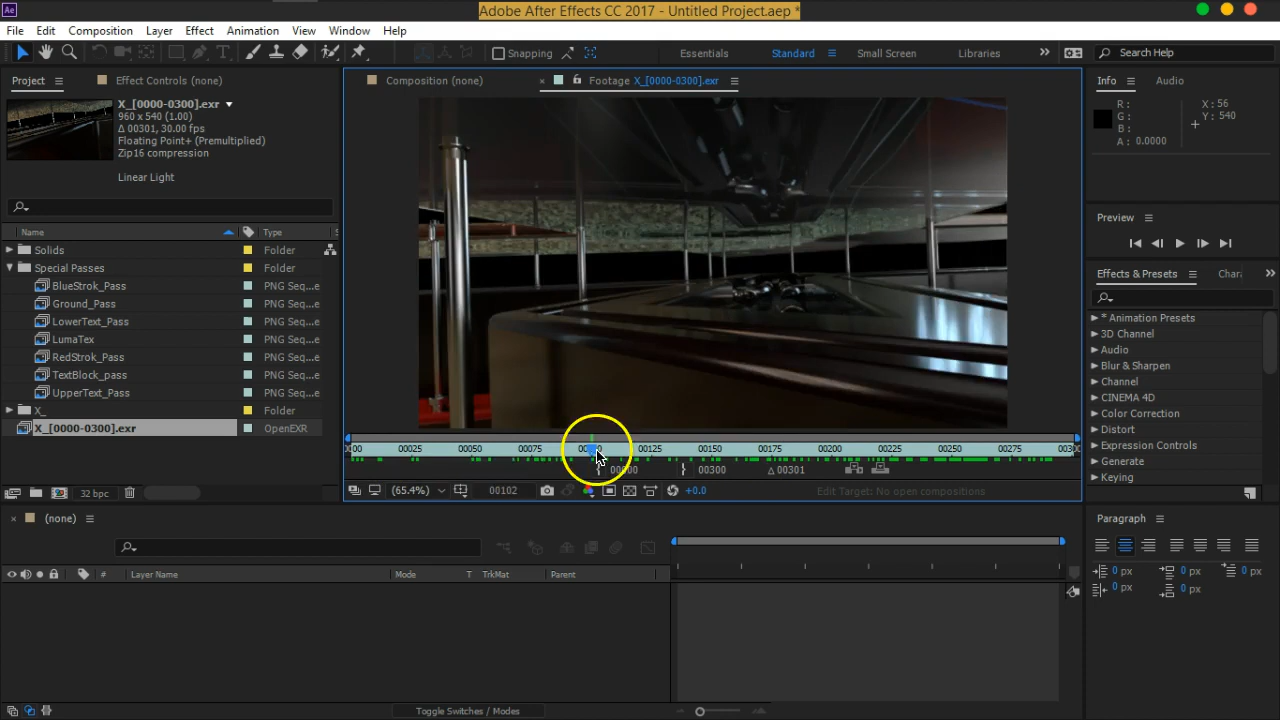 Ae
Adobe After Effects CC 2017 - Untitled Project.aep *
File Edit Composition Layer Effect Animation View Window Help
Snapping Essentials Standard Small Screen Libraries Search Help
Project Effect Controls (none) Composition (none) Footage X_[0000-0300].exr Info Audio
X_[0000-0300].exr
960 x 540 (1.00)
Δ 00301, 30.00 fps
Floating Point+ (Premultiplied)
Zip16 compression
Linear Light
R : X : 56
G : Y : 540
B :
A : 0.0000
Preview
Name Type
Solids Folder
Special Passes Folder
BlueStrok_Pass PNG Seq...e
Ground_Pass PNG Seq...e
LowerText_Pass PNG Seq...e
LumaTex PNG Seq...e
RedStrok_Pass PNG Seq...e
TextBlock_pass PNG Seq...e
UpperText_Pass PNG Seq...e
X_ Folder
X_[0000-0300].exr OpenEXR
32 bpc
Effects & Presets
* Animation Presets
3D Channel
Audio
Blur & Sharpen
Channel
CINEMA 4D
Color Correction
Distort
Expression Controls
Generate
Keying
00025 00050 00075 00125 00150 00175 00200 00225 00250 00275
00000 00300 Δ 00301
(65.4%) 00102 +0.0 Edit Target: No open compositions
(none)
# Layer Name Mode T TrkMat Parent
Paragraph
0 px 0 px 0 px
0 px 0 px
Toggle Switches / Modes